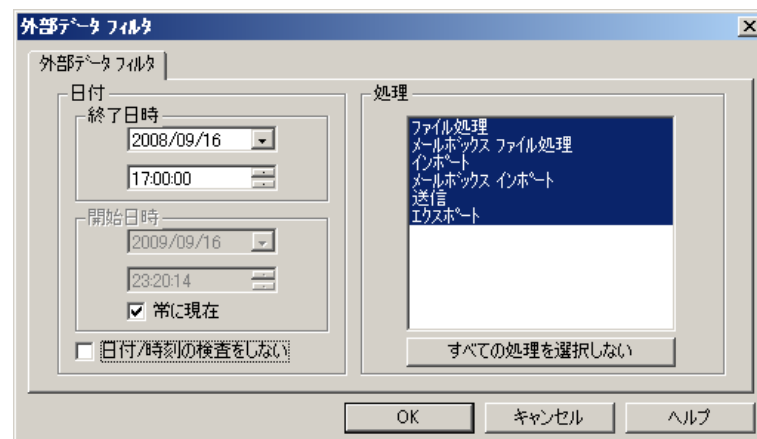 外部ﾃﾞｰﾀ ﾌｨﾙﾀ
外部ﾃﾞｰﾀ ﾌｨﾙﾀ
日付
終了日時
2008/09/16
17:00:00
開始日時
2009/09/16
23:20:14
常に現在
日付/時刻の検査をしない
処理
ファイル処理
メールボックス ファイル処理
インポート
メールボックス インポート
送信
エクスポート
すべての処理を選択しない
OK
キャンセル
ヘルプ